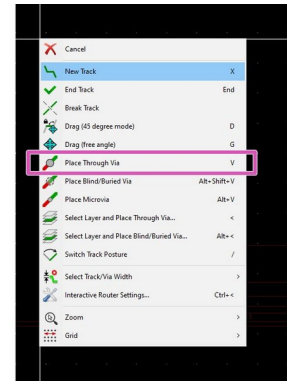 Cancel
New Track X
End Track End
Break Track
Drag (45 degree mode) D
Drag (free angle) G
Place Through Via V
Place Blind/Buried Via Alt+Shift+V
Place Microvia Alt+V
Select Layer and Place Through Via... <
Select Layer and Place Blind/Buried Via... Alt+<
Switch Track Posture /
Select Track/Via Width >
Interactive Router Settings... Ctrl+<
Zoom >
Grid >